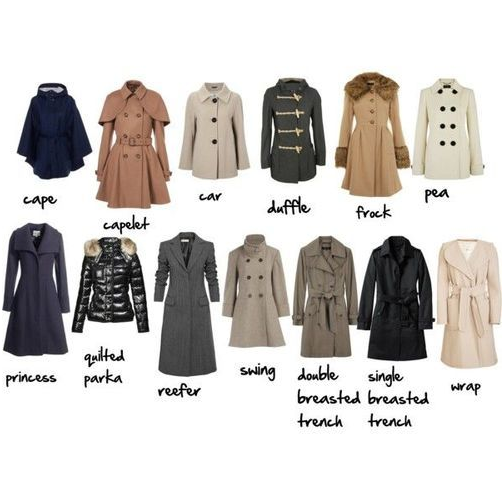 cape
capelet
car
duffle
frock
pea
princess
quilted
parka
reefer
swing
double
breasted
trench
single
breasted
trench
wrap